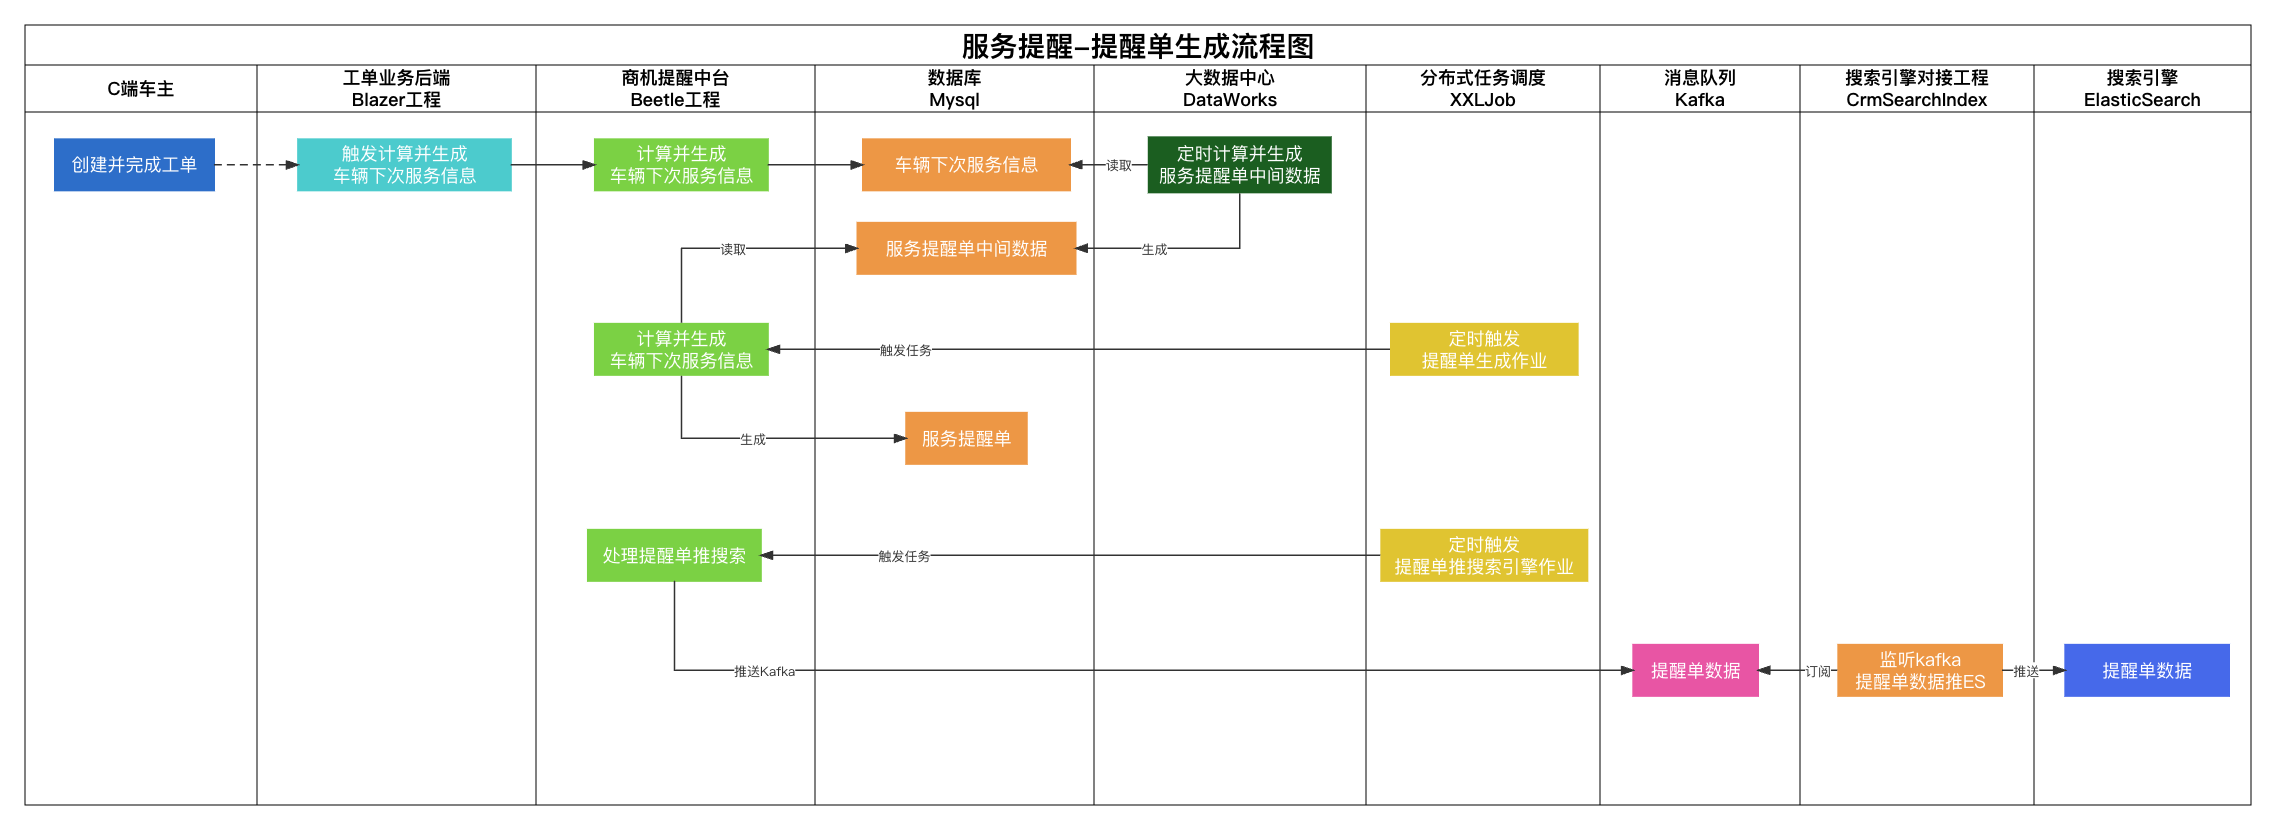 服务提醒-提醒单生成流程图
C端车主
工单业务后端
Blazer工程
商机提醒中台
Beetle工程
数据库
Mysql
大数据中心
DataWorks
分布式任务调度
XXLJob
消息队列
Kafka
搜索引擎对接工程
CrmSearchIndex
搜索引擎
ElasticSearch
创建并完成工单
触发计算并生成
车辆下次服务信息
计算并生成
车辆下次服务信息
车辆下次服务信息
读取
定时计算并生成
服务提醒单中间数据
读取
服务提醒单中间数据
生成
计算并生成
车辆下次服务信息
触发任务
定时触发
提醒单生成作业
生成
服务提醒单
处理提醒单推搜索
触发任务
定时触发
提醒单推搜索引擎作业
推送Kafka
提醒单数据
订阅
监听kafka
提醒单数据推ES
推送
提醒单数据